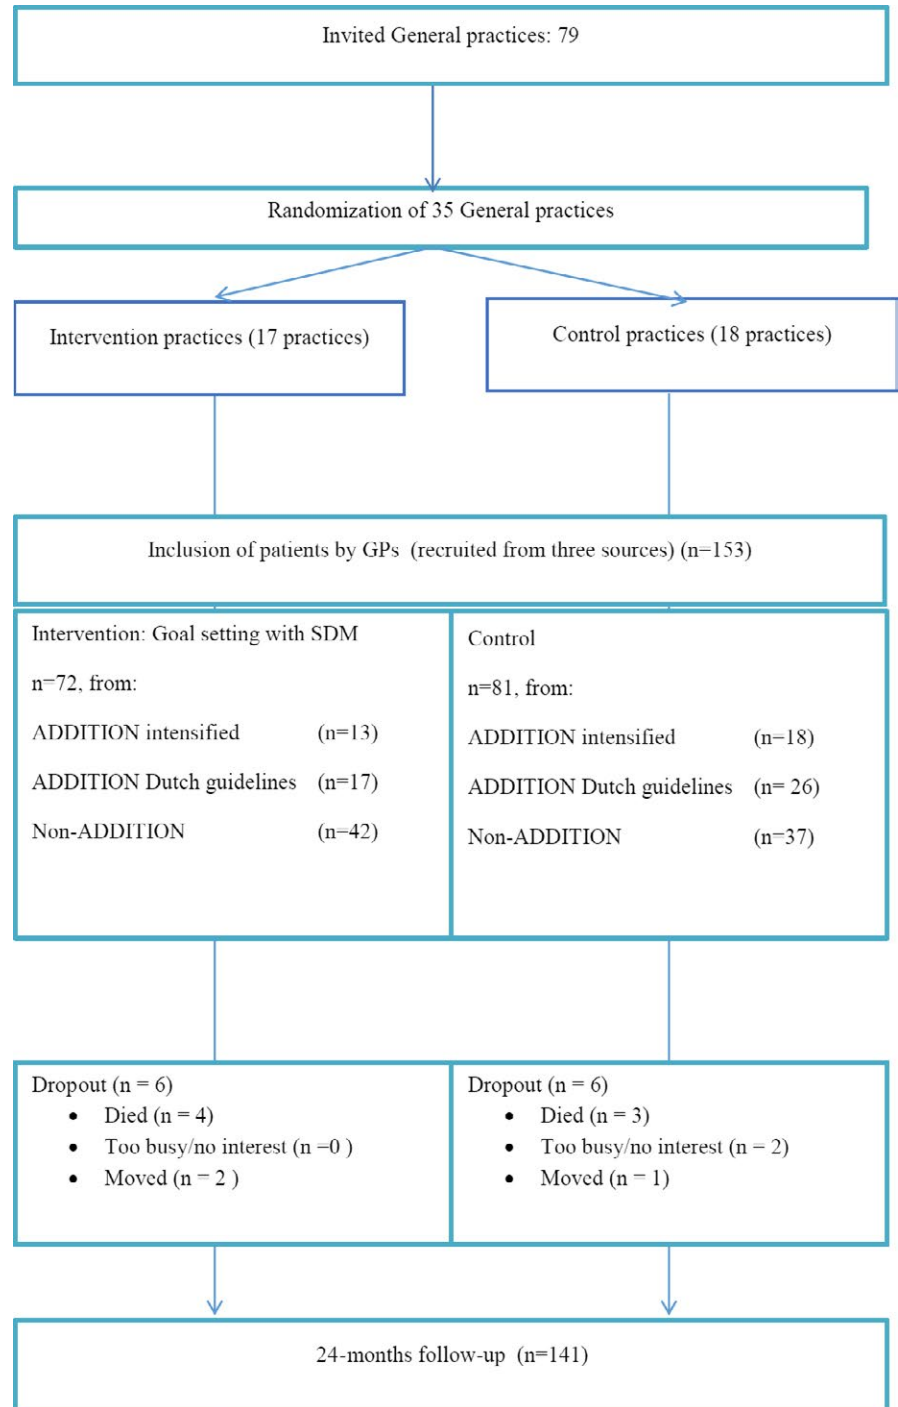 Invited General practices: 79
Randomization of 35 General practices
Intervention practices (17 practices)
Control practices (18 practices)
Inclusion of patients by GPs (recruited from three sources) (n=153)
Intervention: Goal setting with SDM
n=72, from:
ADDITION intensified (n=13)
ADDITION Dutch guidelines (n=17)
Non-ADDITION (n=42)
Control
n=81, from:
ADDITION intensified (n=18)
ADDITION Dutch guidelines (n= 26)
Non-ADDITION (n=37)
Dropout (n = 6)
• Died (n = 4)
• Too busy/no interest (n =0 )
• Moved (n = 2 )
Dropout (n = 6)
• Died (n = 3)
• Too busy/no interest (n = 2)
• Moved (n = 1)
24-months follow-up (n=141)